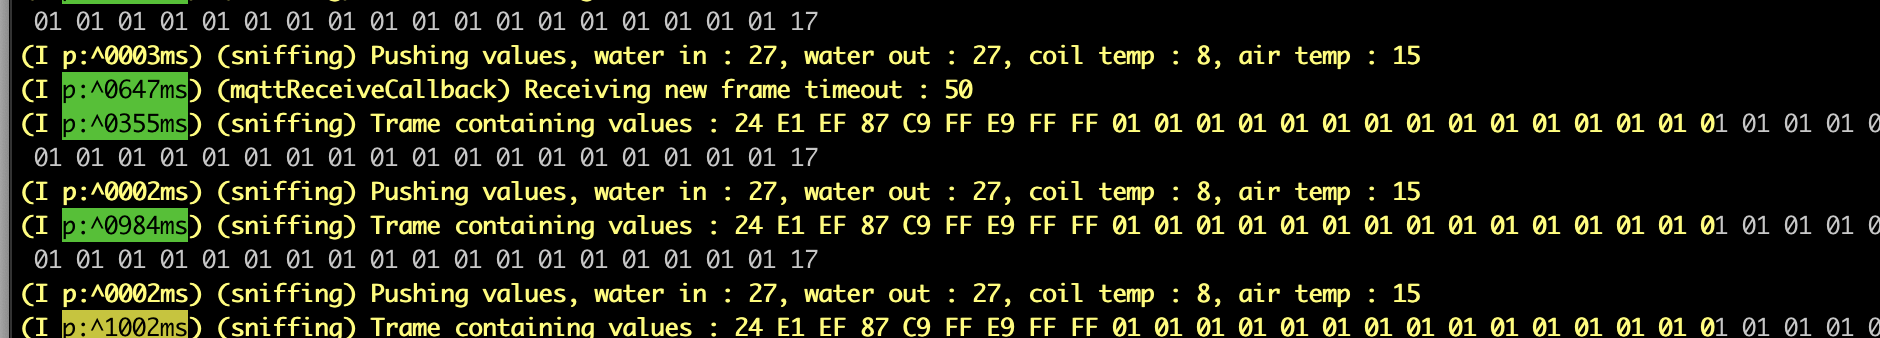 01 01 01 01 01 01 01 01 01 01 01 01 01 01 01 01 01 01 17
(I p:^0003ms) (sniffing) Pushing values, water in : 27, water out : 27, coil temp : 8, air temp : 15
(I p:^0647ms) (mqttReceiveCallback) Receiving new frame timeout : 50
(I p:^0355ms) (sniffing) Trame containing values : 24 E1 EF 87 C9 FF E9 FF FF 01 01 01 01 01 01 01 01 01 01 01 01 01 01 01 01 01 01
01 01 01 01 01 01 01 01 01 01 01 01 01 01 01 01 01 01 17
(I p:^0002ms) (sniffing) Pushing values, water in : 27, water out : 27, coil temp : 8, air temp : 15
(I p:^0984ms) (sniffing) Trame containing values : 24 E1 EF 87 C9 FF E9 FF FF 01 01 01 01 01 01 01 01 01 01 01 01 01 01 01 01 01 01
01 01 01 01 01 01 01 01 01 01 01 01 01 01 01 01 01 01 17
(I p:^0002ms) (sniffing) Pushing values, water in : 27, water out : 27, coil temp : 8, air temp : 15
(I p:^1002ms) (sniffing) Trame containing values : 24 E1 EF 87 C9 FF E9 FF FF 01 01 01 01 01 01 01 01 01 01 01 01 01 01 01 01 01 01